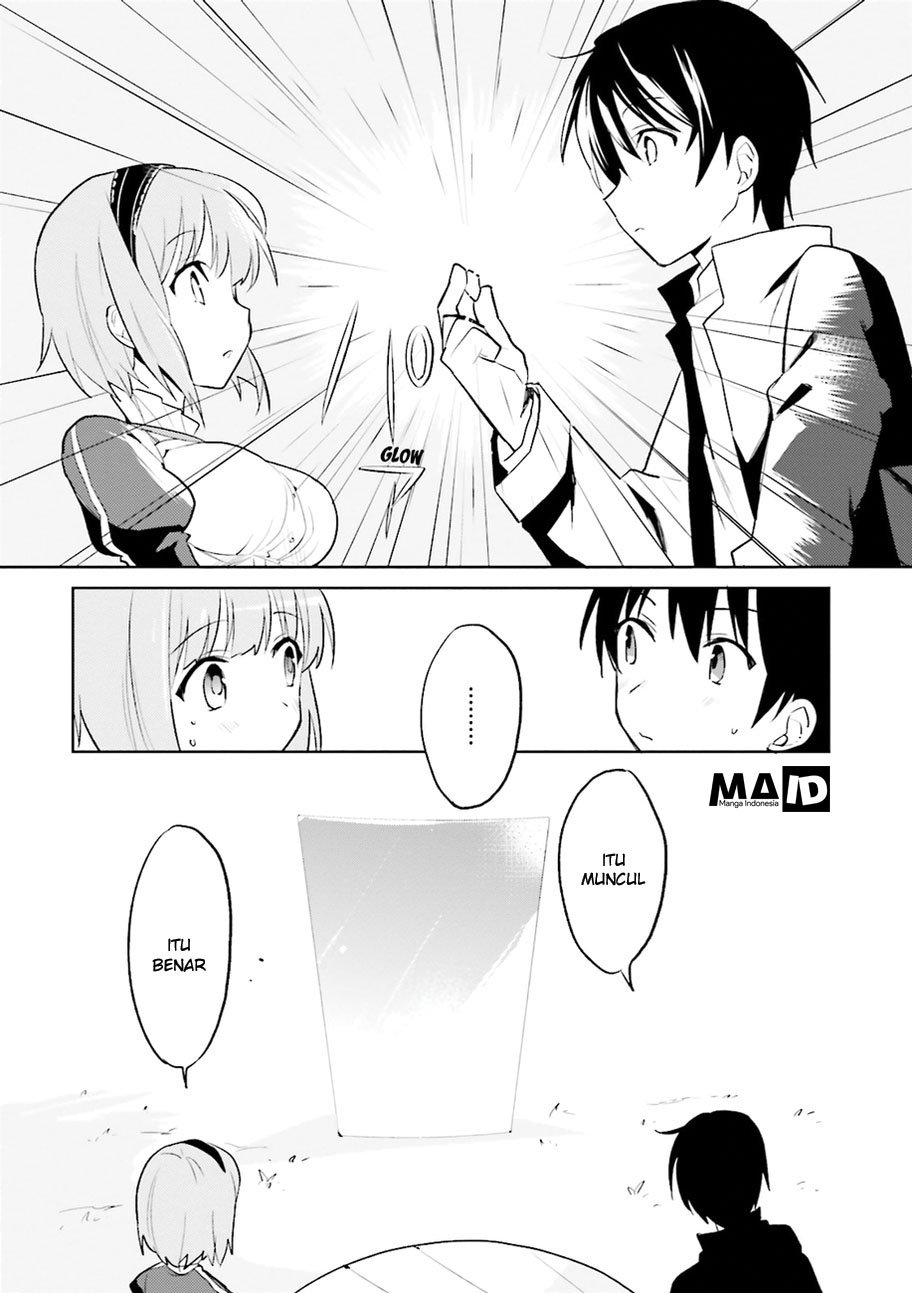 GLOW
.........
MAID
Manga Indonesia
ITU
MUNCUL
ITU
BENAR